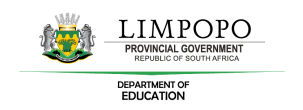 LIMPOPO
PROVINCIAL GOVERNMENT
REPUBLIC OF SOUTH AFRICA
DEPARTMENT OF
EDUCATION